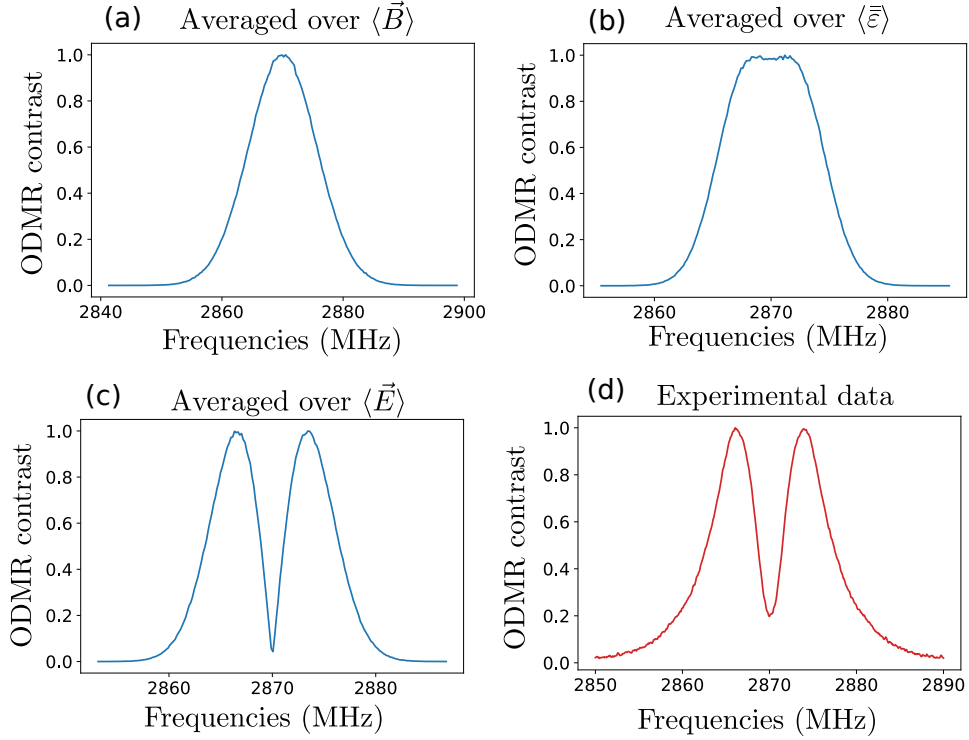 (a) Averaged over ⟨B⃗⟩
ODMR contrast
1.0
0.8
0.6
0.4
0.2
0.0
2840 2860 2880 2900
Frequencies (MHz)
(b) Averaged over ⟨ε̿⟩
ODMR contrast
1.0
0.8
0.6
0.4
0.2
0.0
2860 2870 2880
Frequencies (MHz)
(c) Averaged over ⟨E⃗⟩
ODMR contrast
1.0
0.8
0.6
0.4
0.2
0.0
2860 2870 2880
Frequencies (MHz)
(d) Experimental data
ODMR contrast
1.0
0.8
0.6
0.4
0.2
0.0
2850 2860 2870 2880 2890
Frequencies (MHz)